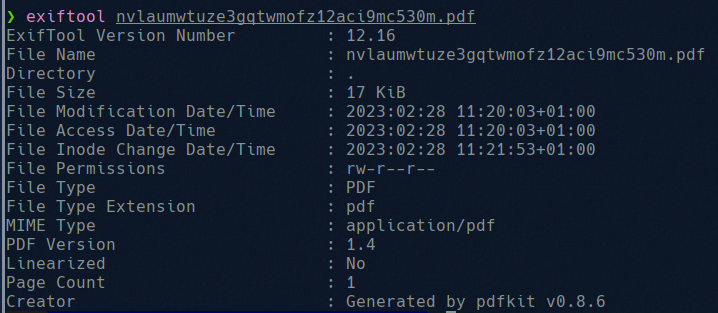 ❯ exiftool nvlaumwtuze3gqtwmofz12aci9mc530m.pdf
ExifTool Version Number         : 12.16
File Name                       : nvlaumwtuze3gqtwmofz12aci9mc530m.pdf
Directory                       : .
File Size                       : 17 KiB
File Modification Date/Time     : 2023:02:28 11:20:03+01:00
File Access Date/Time           : 2023:02:28 11:20:03+01:00
File Inode Change Date/Time     : 2023:02:28 11:21:53+01:00
File Permissions                : rw-r--r--
File Type                       : PDF
File Type Extension             : pdf
MIME Type                       : application/pdf
PDF Version                     : 1.4
Linearized                      : No
Page Count                      : 1
Creator                         : Generated by pdfkit v0.8.6